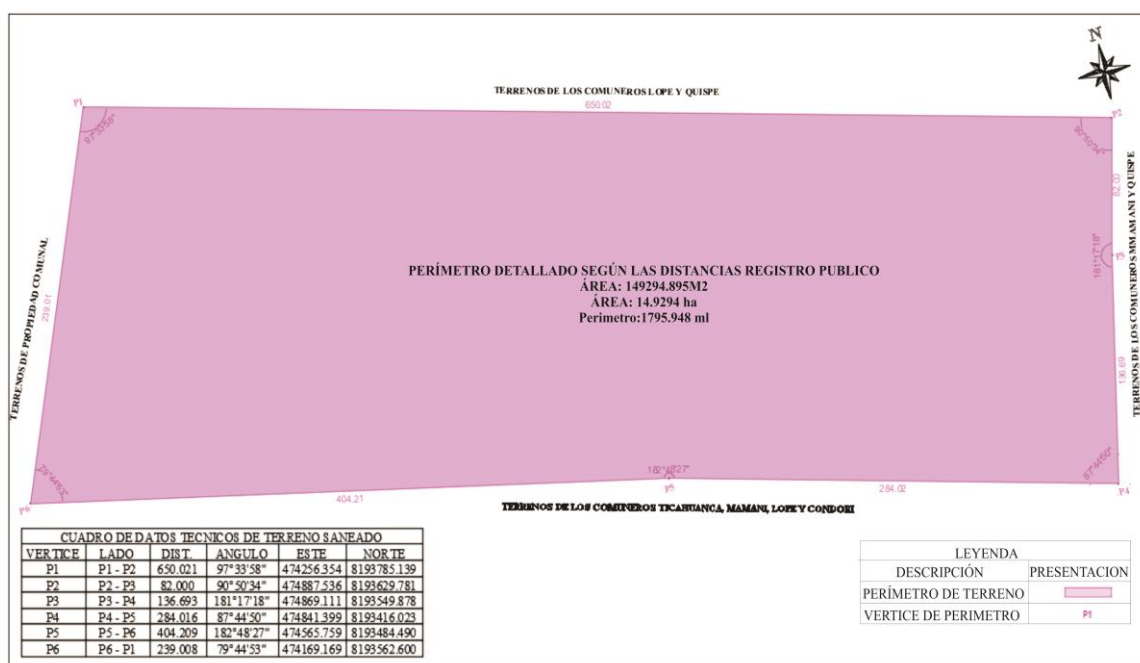 N
TERRENOS DE LOS COMUNEROS LOPE Y QUISPE
650.02
P1
P2
97°33'58"
90°50'34"
82.00
TERRENOS DE LOS COMUNEROS MMAMANI Y QUISPE
181°17'18"
P3
TERRENOS DE PROPIEDAD COMUNAL
239.01
PERÍMETRO DETALLADO SEGÚN LAS DISTANCIAS REGISTRO PUBLICO
ÁREA: 149294.895M2
ÁREA: 14.9294 ha
Perimetro:1795.948 ml
136.69
79°44'53"
182°48'27"
87°44'50"
P6
404.21
P5
284.02
P4
TERRENOS DE LOS COMUNEROS TICAHUANCA, MAMANI, LOPE Y CONDORI
CUADRO DE DATOS TECNICOS DE TERRENO SANEADO
VERTICE LADO DIST. ANGULO ESTE NORTE
P1 P1 - P2 650.021 97°33'58" 474256.354 8193785.139
P2 P2 - P3 82.000 90°50'34" 474887.536 8193629.781
P3 P3 - P4 136.693 181°17'18" 474869.111 8193549.878
P4 P4 - P5 284.016 87°44'50" 474841.399 8193416.023
P5 P5 - P6 404.209 182°48'27" 474565.759 8193484.490
P6 P6 - P1 239.008 79°44'53" 474169.169 8193562.600
LEYENDA
DESCRIPCIÓN PRESENTACION
PERÍMETRO DE TERRENO
VERTICE DE PERIMETRO P1